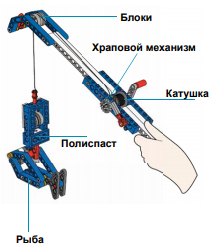 Блоки
Храповой механизм
Катушка
Полиспаст
Рыба